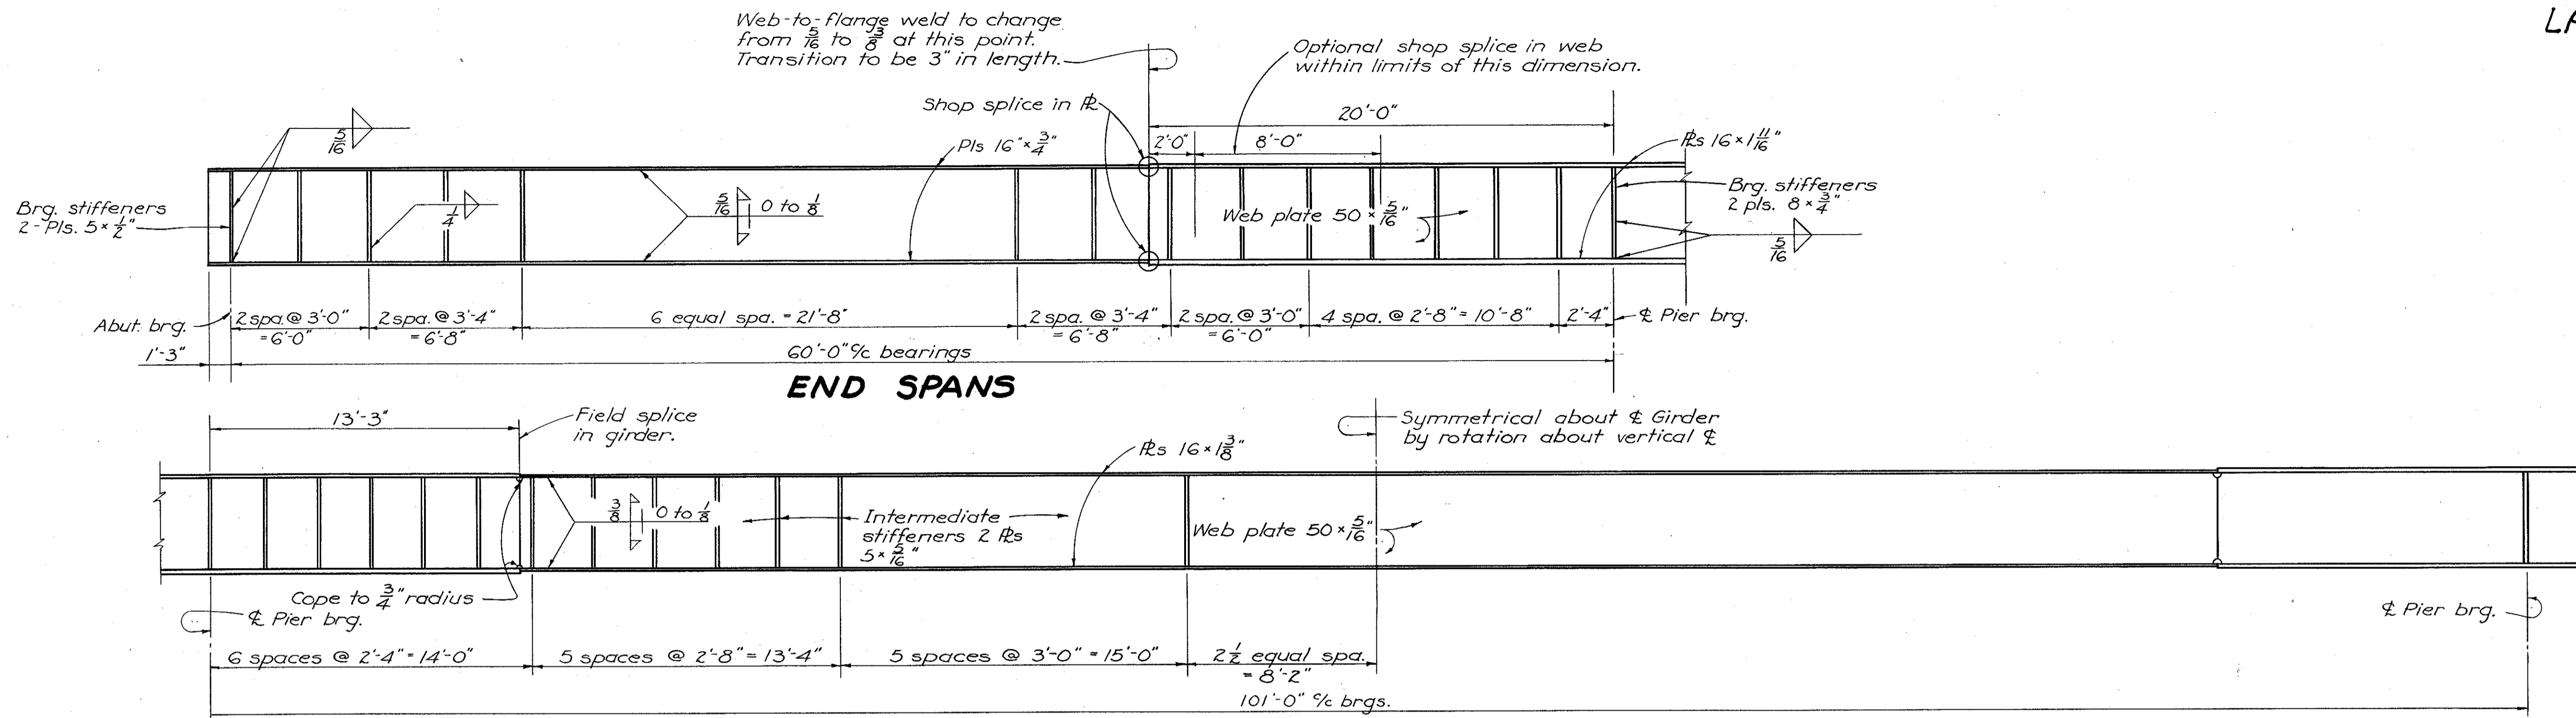 LA
Web-to-flange weld to change
from 5/16 to 3/8 at this point.
Transition to be 3" in length.
Optional shop splice in web
within limits of this dimension.
Shop splice in ℞
20'-0"
2'-0"
8'-0"
5/16
Pls 16" × 3/4"
℞s 16 × 1 11/16"
Brg. stiffeners
2-Pls. 5 × 1/2"
1/4
5/16 0 to 1/8
Web plate 50 × 5/16"
Brg. stiffeners
2 pls. 8 × 3/4"
5/16
Abut. brg.
2 spa. @ 3'-0"
=6'-0"
2 spa. @ 3'-4"
=6'-8"
6 equal spa. = 21'-8"
2 spa. @ 3'-4"
=6'-8"
2 spa. @ 3'-0"
=6'-0"
4 spa. @ 2'-8" = 10'-8"
2'-4"
℄ Pier brg.
1'-3"
60'-0" c/c bearings
END SPANS
13'-3"
Field splice
in girder.
Symmetrical about ℄ Girder
by rotation about vertical ℄
℞s 16 × 1 3/8"
3/8 0 to 1/8
Intermediate
stiffeners 2 ℞s
5 × 5/16"
Web plate 50 × 5/16"
Cope to 3/4" radius
℄ Pier brg.
℄ Pier brg.
6 spaces @ 2'-4" = 14'-0"
5 spaces @ 2'-8" = 13'-4"
5 spaces @ 3'-0" = 15'-0"
2 1/2 equal spa.
= 8'-2"
101'-0" c/c brgs.